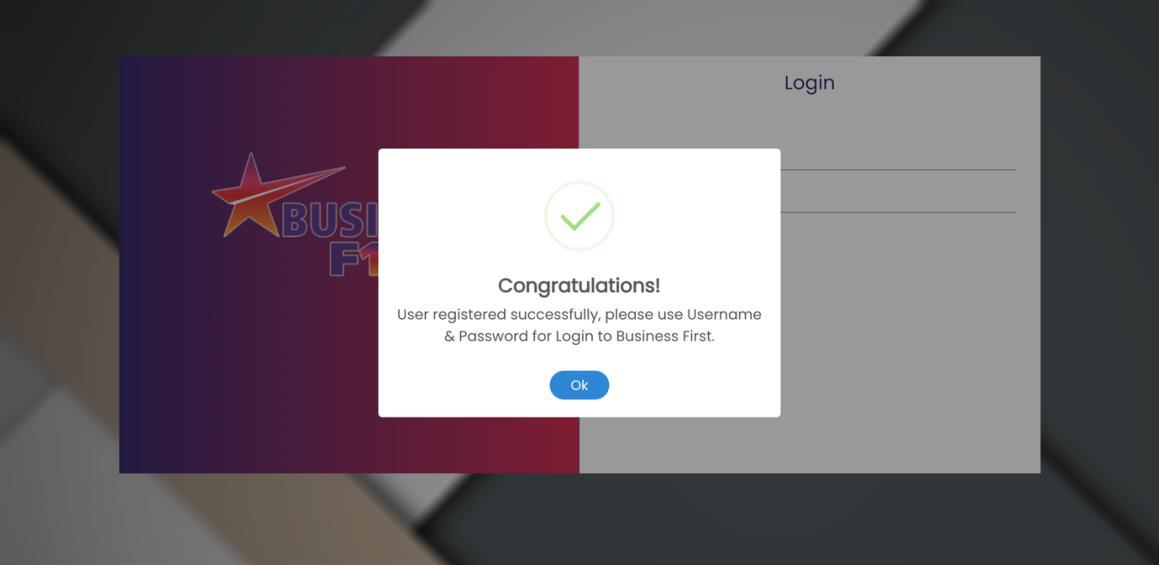 Login
BUSI
F1
Congratulations!
User registered successfully, please use Username
& Password for Login to Business First.
Ok